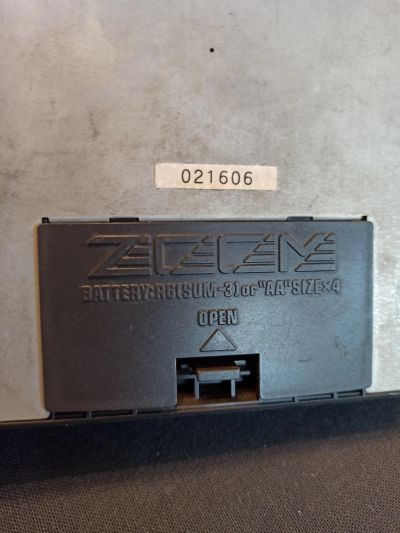 021606
ZOOM
BATTERY:R6(SUM-3)or"AA"SIZE×4
OPEN